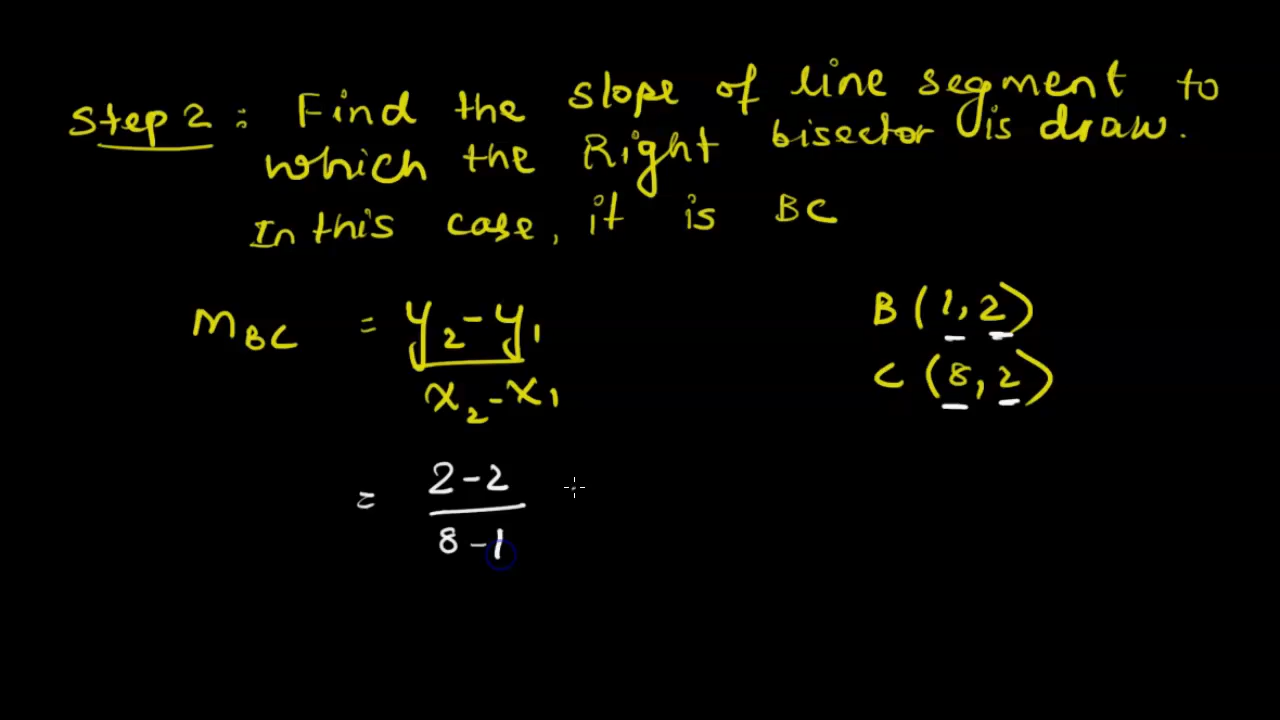 Step 2 : Find the slope of line segment to
which the Right bisector is draw.
In this case, it is BC
mBC = y2 - y1
x2 - x1
B (1, 2)
C (8, 2)
= 2 - 2
8 - 1